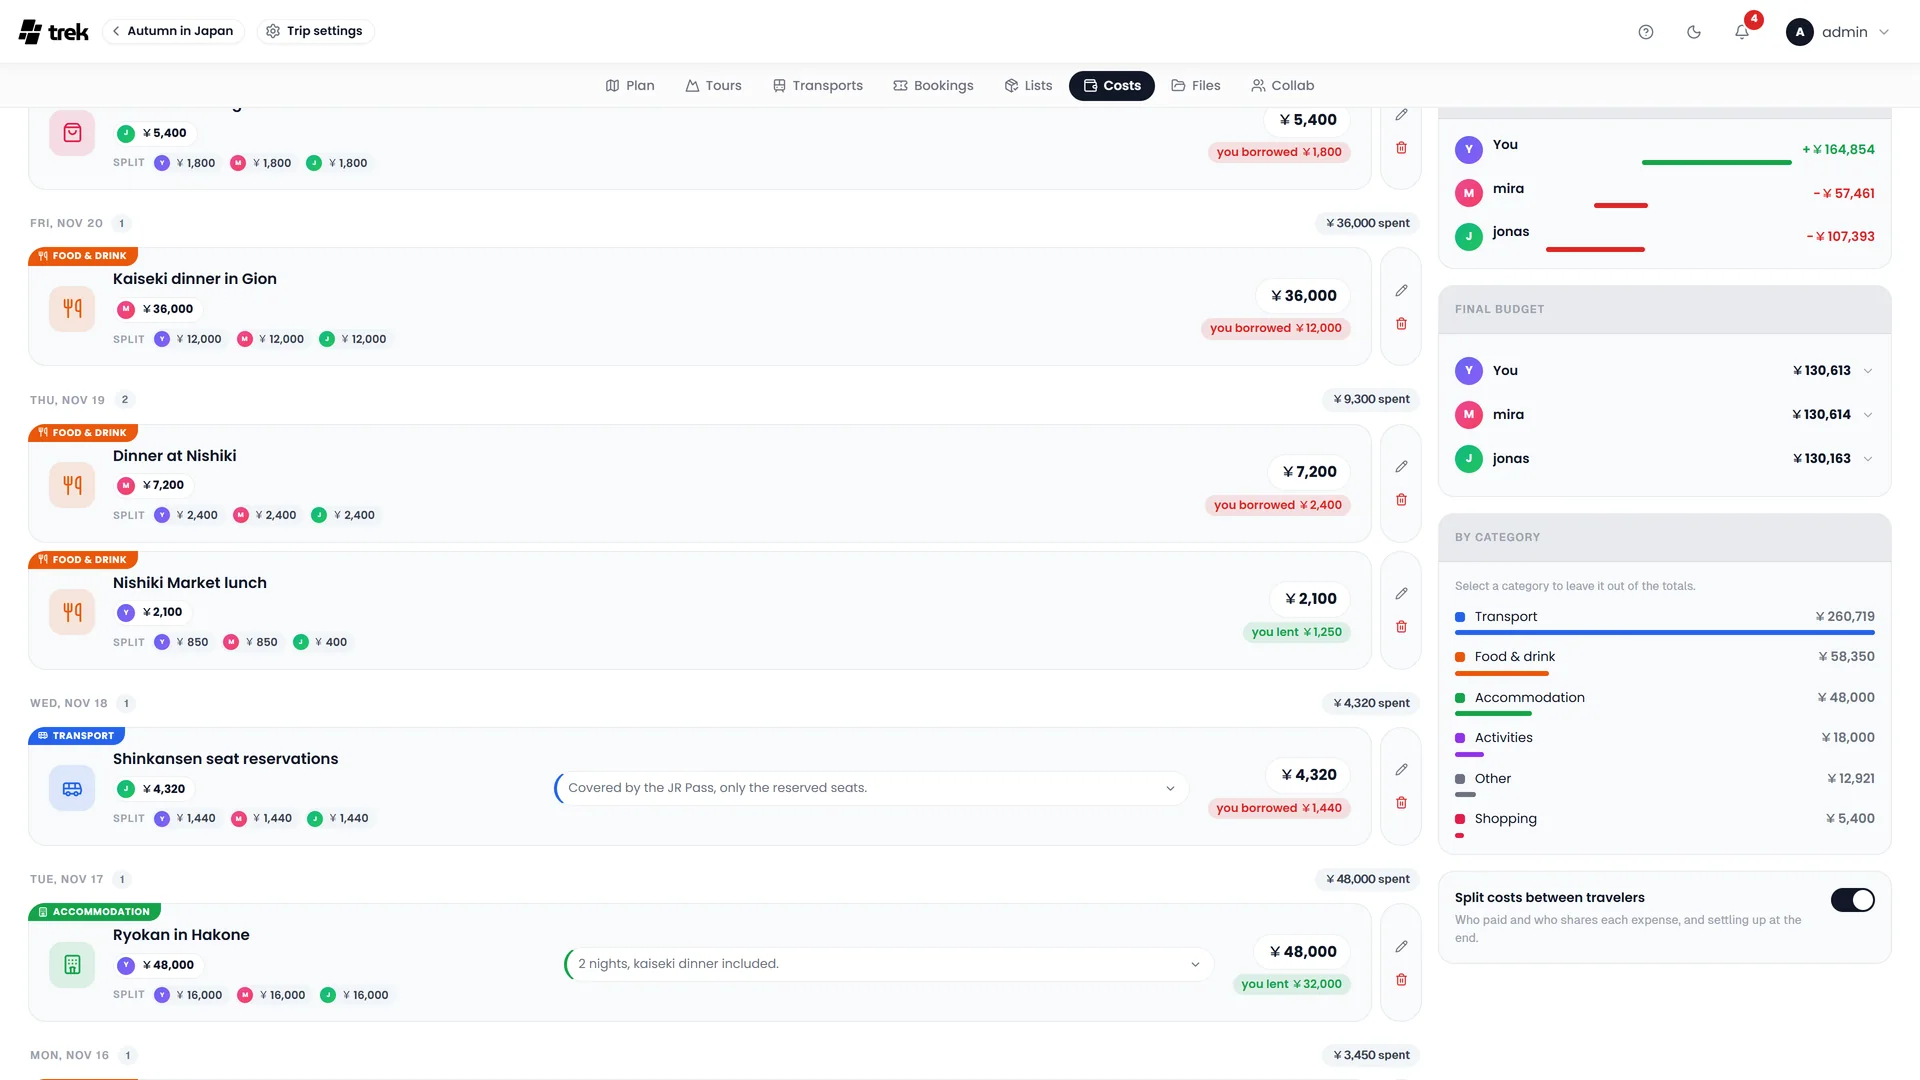 trek
Autumn in Japan
Trip settings
4
A
admin
Plan
Tours
Transports
Bookings
Lists
Costs
Files
Collab
J ¥ 5,400
SPLIT Y ¥ 1,800 M ¥ 1,800 J ¥ 1,800
¥ 5,400
you borrowed ¥ 1,800
FRI, NOV 20 1
¥ 36,000 spent
FOOD & DRINK
Kaiseki dinner in Gion
M ¥ 36,000
SPLIT Y ¥ 12,000 M ¥ 12,000 J ¥ 12,000
¥ 36,000
you borrowed ¥ 12,000
THU, NOV 19 2
¥ 9,300 spent
FOOD & DRINK
Dinner at Nishiki
M ¥ 7,200
SPLIT Y ¥ 2,400 M ¥ 2,400 J ¥ 2,400
¥ 7,200
you borrowed ¥ 2,400
FOOD & DRINK
Nishiki Market lunch
Y ¥ 2,100
SPLIT Y ¥ 850 M ¥ 850 J ¥ 400
¥ 2,100
you lent ¥ 1,250
WED, NOV 18 1
¥ 4,320 spent
TRANSPORT
Shinkansen seat reservations
J ¥ 4,320
SPLIT Y ¥ 1,440 M ¥ 1,440 J ¥ 1,440
Covered by the JR Pass, only the reserved seats.
¥ 4,320
you borrowed ¥ 1,440
TUE, NOV 17 1
¥ 48,000 spent
ACCOMMODATION
Ryokan in Hakone
Y ¥ 48,000
SPLIT Y ¥ 16,000 M ¥ 16,000 J ¥ 16,000
2 nights, kaiseki dinner included.
¥ 48,000
you lent ¥ 32,000
MON, NOV 16 1
¥ 3,450 spent
Y You +¥ 164,854
M mira -¥ 57,461
J jonas -¥ 107,393
FINAL BUDGET
Y You ¥ 130,613
M mira ¥ 130,614
J jonas ¥ 130,163
BY CATEGORY
Select a category to leave it out of the totals.
Transport ¥ 260,719
Food & drink ¥ 58,350
Accommodation ¥ 48,000
Activities ¥ 18,000
Other ¥ 12,921
Shopping ¥ 5,400
Split costs between travelers
Who paid and who shares each expense, and settling up at the
end.